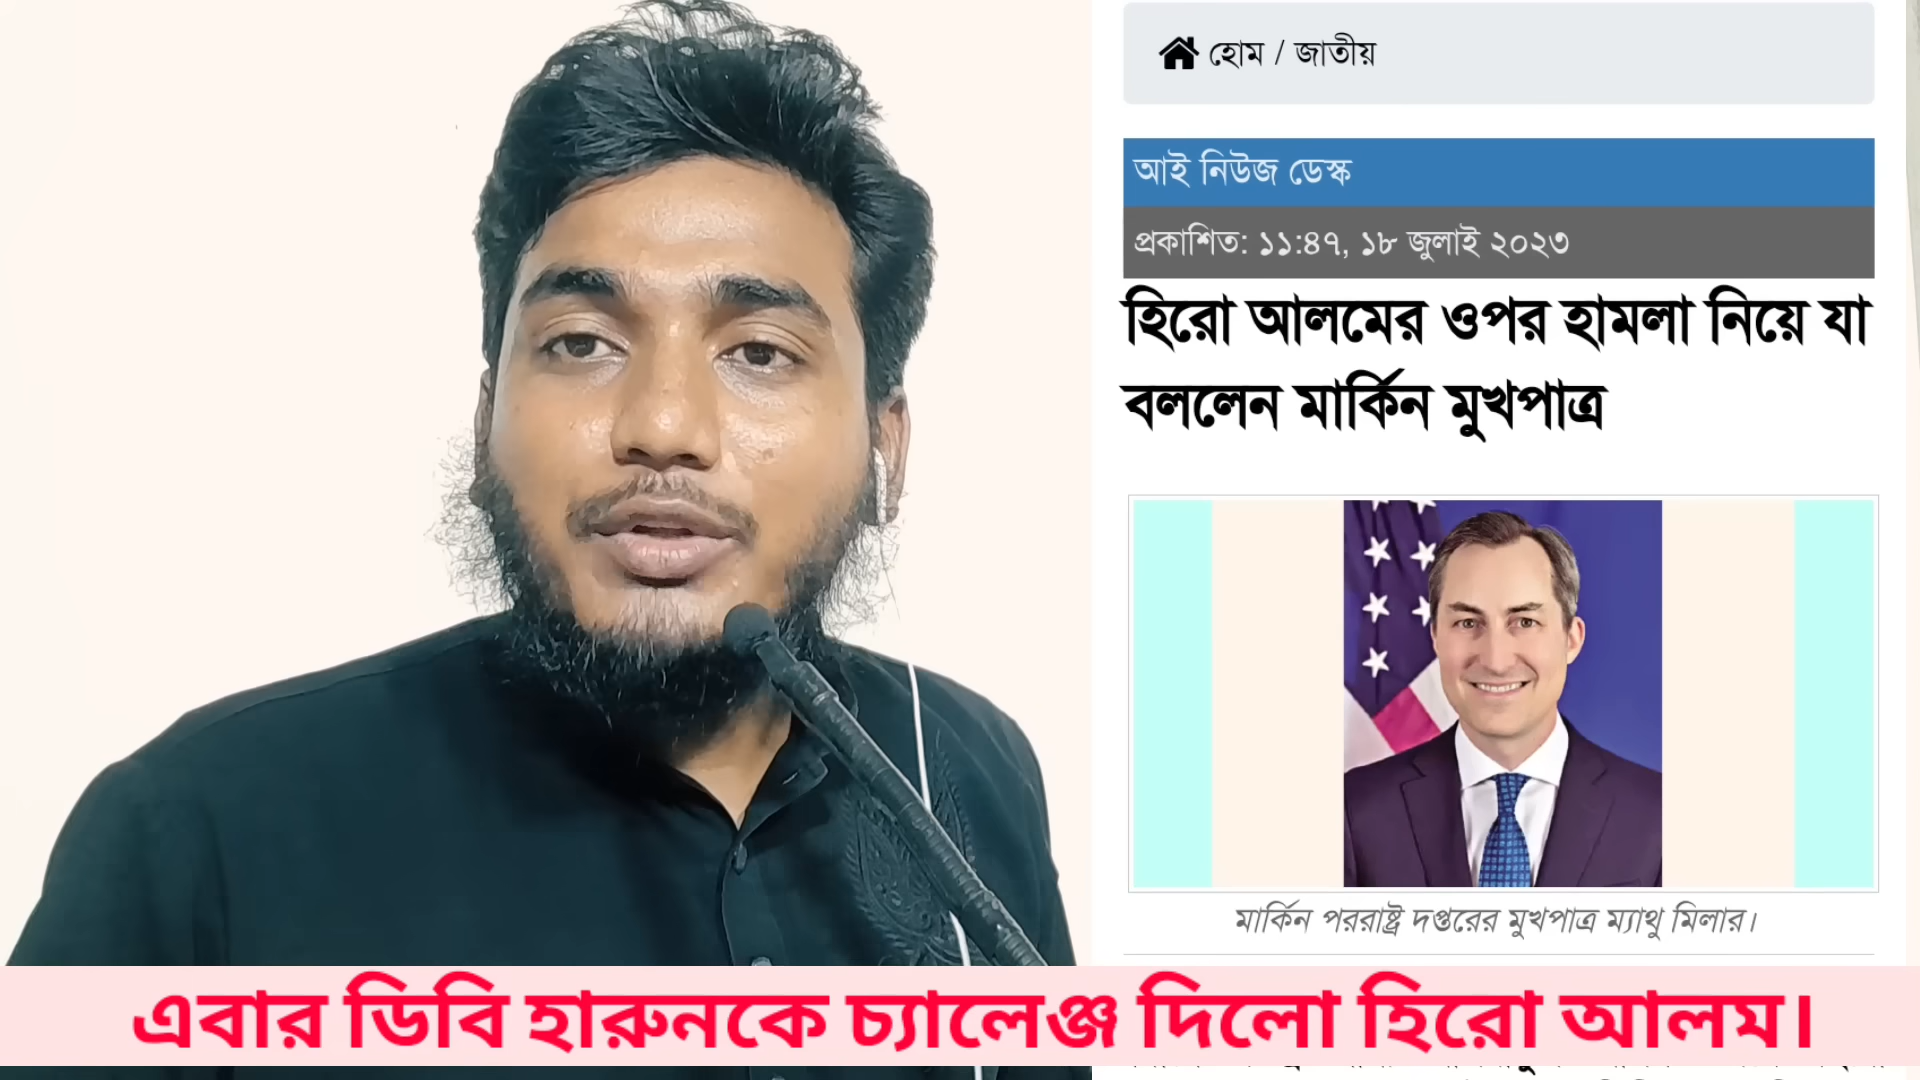 হোম / জাতীয়
আই নিউজ ডেস্ক
প্রকাশিত: ১১:৪৭, ১৮ জুলাই ২০২৩
হিরো আলমের ওপর হামলা নিয়ে যা
বললেন মার্কিন মুখপাত্র
মার্কিন পররাষ্ট্র দপ্তরের মুখপাত্র ম্যাথু মিলার।
এবার ডিবি হারুনকে চ্যালেঞ্জ দিলো হিরো আলম।